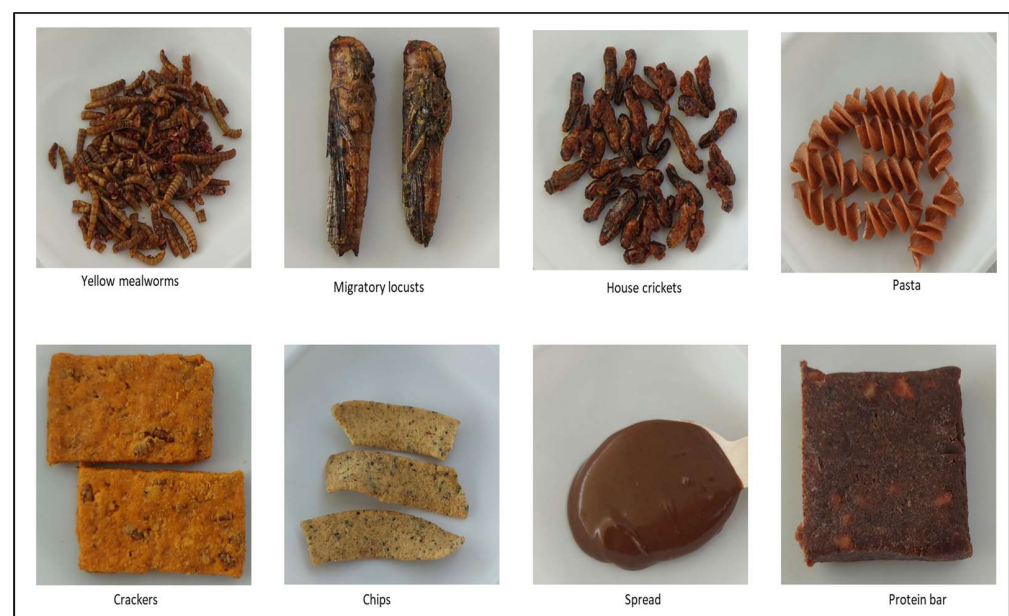 Yellow mealworms
Migratory locusts
House crickets
Pasta
Crackers
Chips
Spread
Protein bar